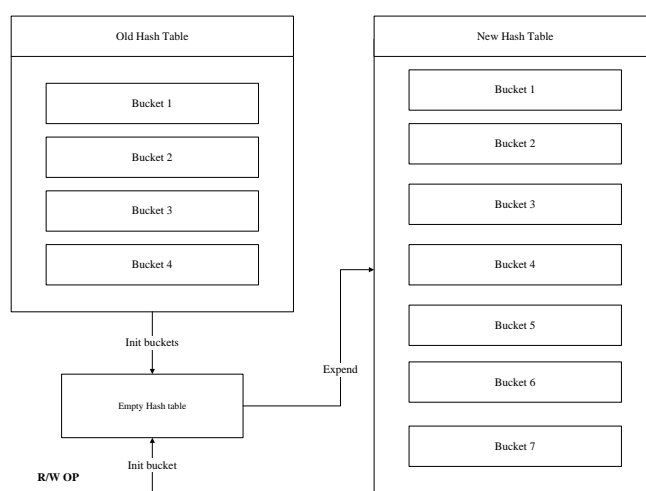 Old Hash Table
Bucket 1
Bucket 2
Bucket 3
Bucket 4
Init buckets
Empty Hash table
Init bucket
R/W OP
Expend
New Hash Table
Bucket 1
Bucket 2
Bucket 3
Bucket 4
Bucket 5
Bucket 6
Bucket 7